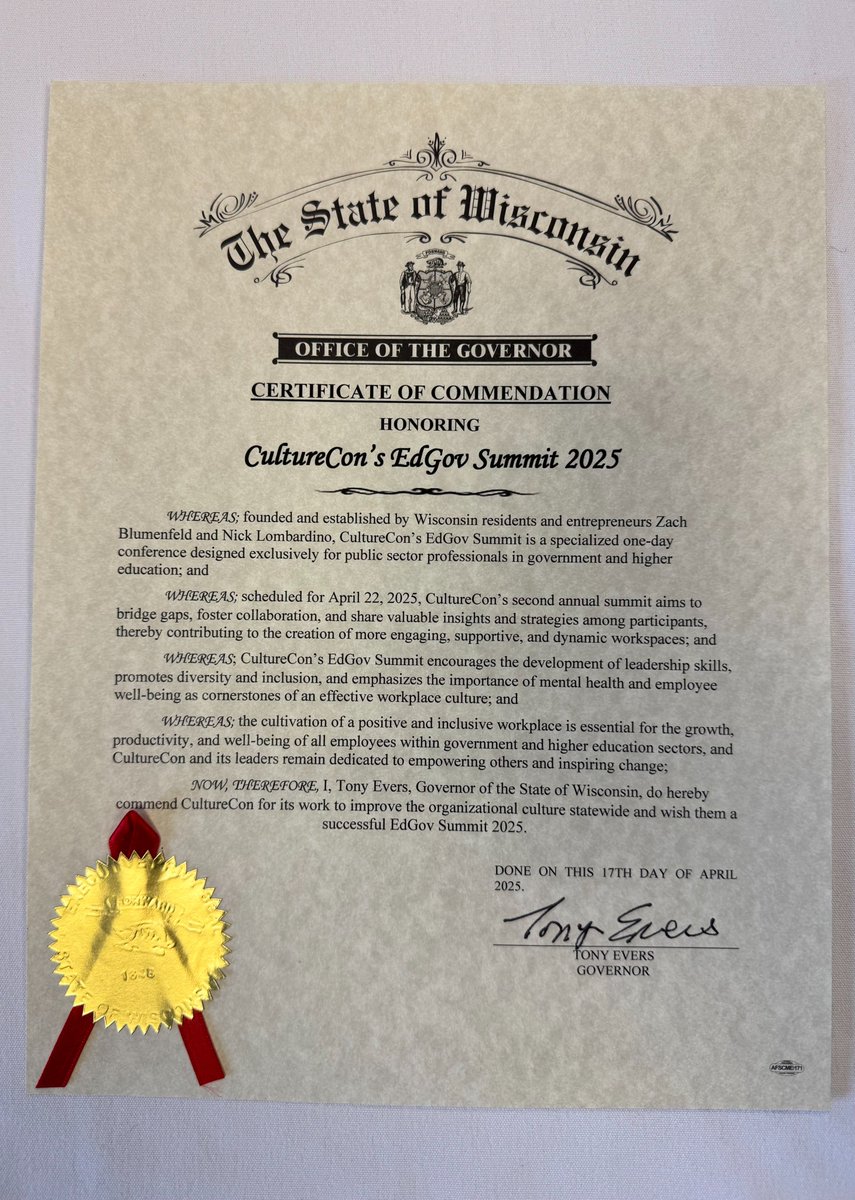 The State of Wisconsin
FORWARD
OFFICE OF THE GOVERNOR
CERTIFICATE OF COMMENDATION
HONORING
CultureCon's EdGov Summit 2025
WHEREAS; founded and established by Wisconsin residents and entrepreneurs Zach
Blumenfeld and Nick Lombardino, CultureCon's EdGov Summit is a specialized one-day
conference designed exclusively for public sector professionals in government and higher
education; and
WHEREAS; scheduled for April 22, 2025, CultureCon's second annual summit aims to
bridge gaps, foster collaboration, and share valuable insights and strategies among participants,
thereby contributing to the creation of more engaging, supportive, and dynamic workspaces; and
WHEREAS; CultureCon's EdGov Summit encourages the development of leadership skills,
promotes diversity and inclusion, and emphasizes the importance of mental health and employee
well-being as cornerstones of an effective workplace culture; and
WHEREAS; the cultivation of a positive and inclusive workplace is essential for the growth,
productivity, and well-being of all employees within government and higher education sectors, and
CultureCon and its leaders remain dedicated to empowering others and inspiring change;
NOW, THEREFORE, I, Tony Evers, Governor of the State of Wisconsin, do hereby
commend CultureCon for its work to improve the organizational culture statewide and wish them a
successful EdGov Summit 2025.
DONE ON THIS 17TH DAY OF APRIL
2025.
Tony Evers
TONY EVERS
GOVERNOR
STATE OF WISCONSIN
AFSCME171